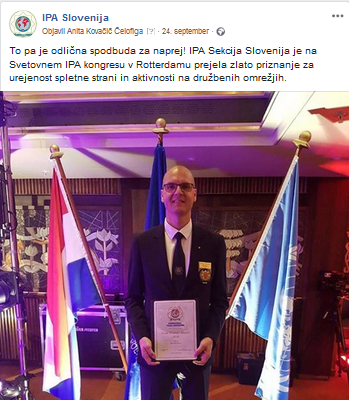 IPA Slovenija
Objavil Anita Kovačič Čelofiga [?] · 24. september ·
To pa je odlična spodbuda za naprej! IPA Sekcija Slovenija je na
Svetovnem IPA kongresu v Rotterdamu prejela zlato priznanje za
urejenost spletne strani in aktivnosti na družbenih omrežjih.